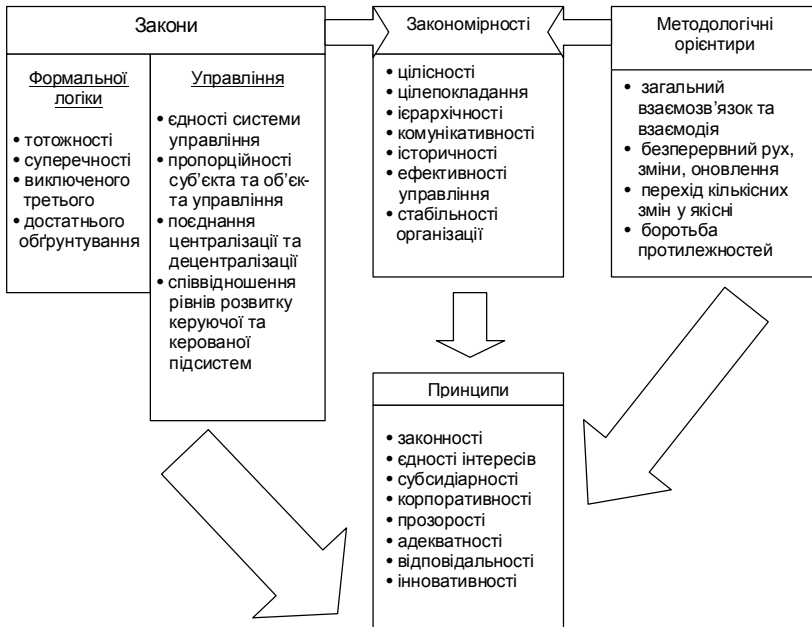 Закони
Формальної
логіки
• тотожності
• суперечності
• виключеного
третього
• достатнього
обґрунтування
Управління
• єдності системи
управління
• пропорційності
суб’єкта та об’єк-
та управління
• поєднання
централізації та
децентралізації
• співвідношення
рівнів розвитку
керуючої та
керованої
підсистем
Закономірності
• цілісності
• цілепокладання
• ієрархічності
• комунікативності
• історичності
• ефективності
управління
• стабільності
організації
Методологічні
орієнтири
• загальний
взаємозв’язок та
взаємодія
• безперервний рух,
зміни, оновлення
• перехід кількісних
змін у якісні
• боротьба
протилежностей
Принципи
• законності
• єдності інтересів
• субсидіарності
• корпоративності
• прозорості
• адекватності
• відповідальності
• інновативності